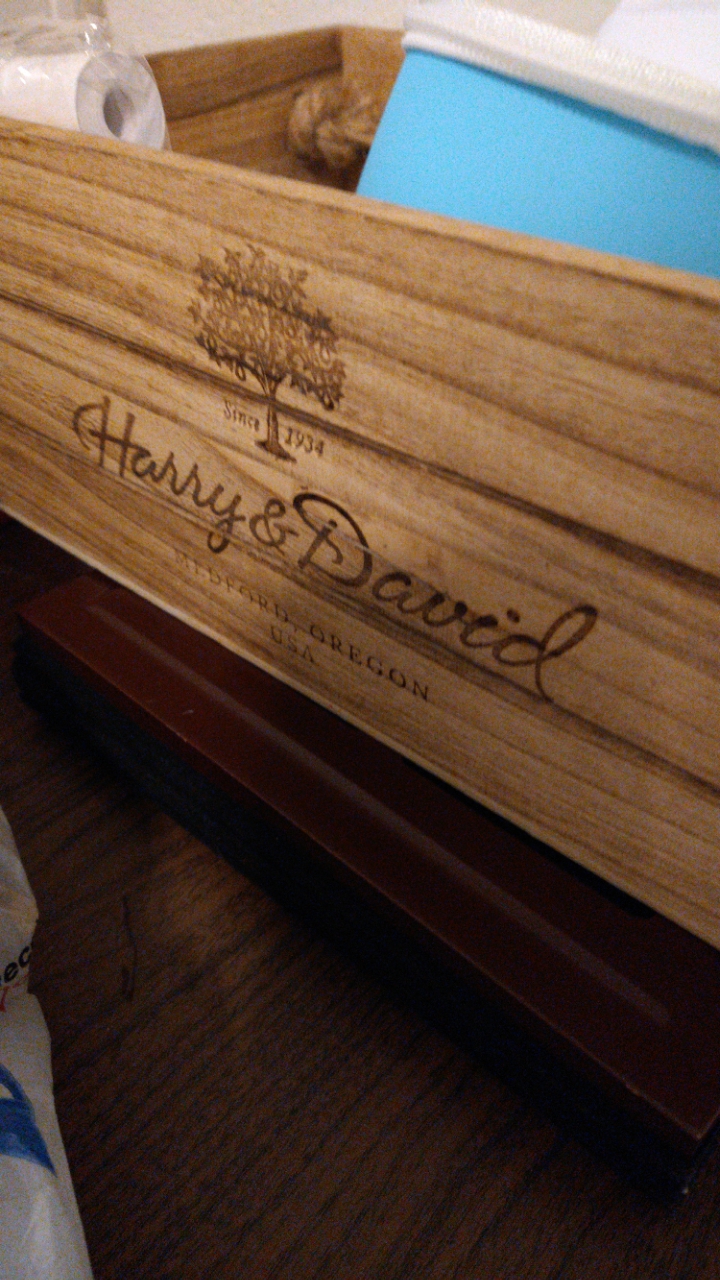 Since 1934
Harry & David
MEDFORD, OREGON
USA